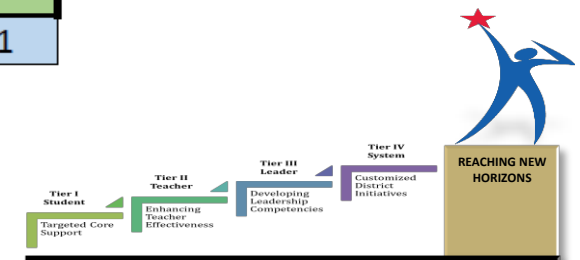 1
Tier I
Student
Targeted Core
Support
Tier II
Teacher
Enhancing
Teacher
Effectiveness
Tier III
Leader
Developing
Leadership
Competencies
Tier IV
System
Customized
District
Initiatives
REACHING NEW
HORIZONS